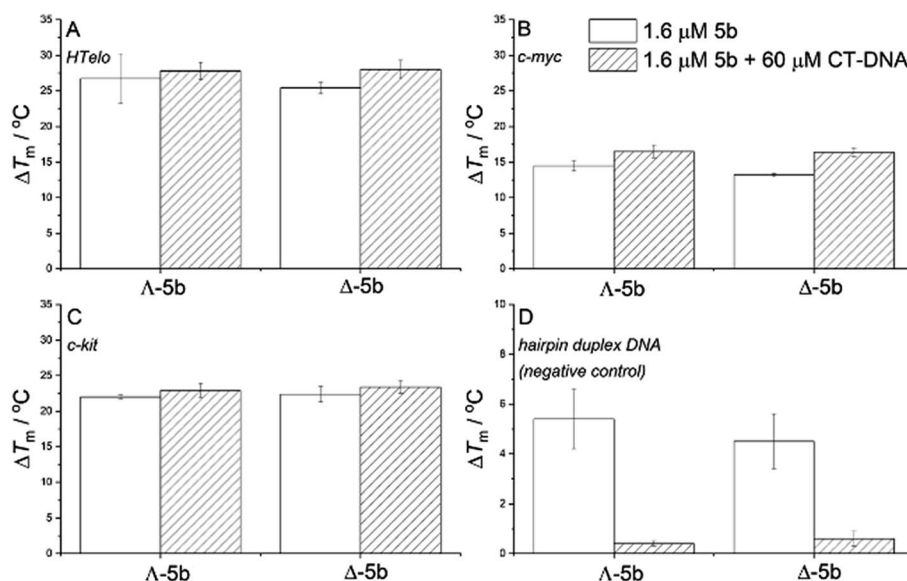 A
HTelo
35
30
25
20
15
10
5
0
ΔTm / °C
Λ-5b
Δ-5b
B
c-myc
1.6 μM 5b
1.6 μM 5b + 60 μM CT-DNA
35
30
25
20
15
10
5
0
ΔTm / °C
Λ-5b
Δ-5b
C
c-kit
35
30
25
20
15
10
5
0
ΔTm / °C
Λ-5b
Δ-5b
D
hairpin duplex DNA
(negative control)
10
8
6
4
2
0
ΔTm / °C
Λ-5b
Δ-5b